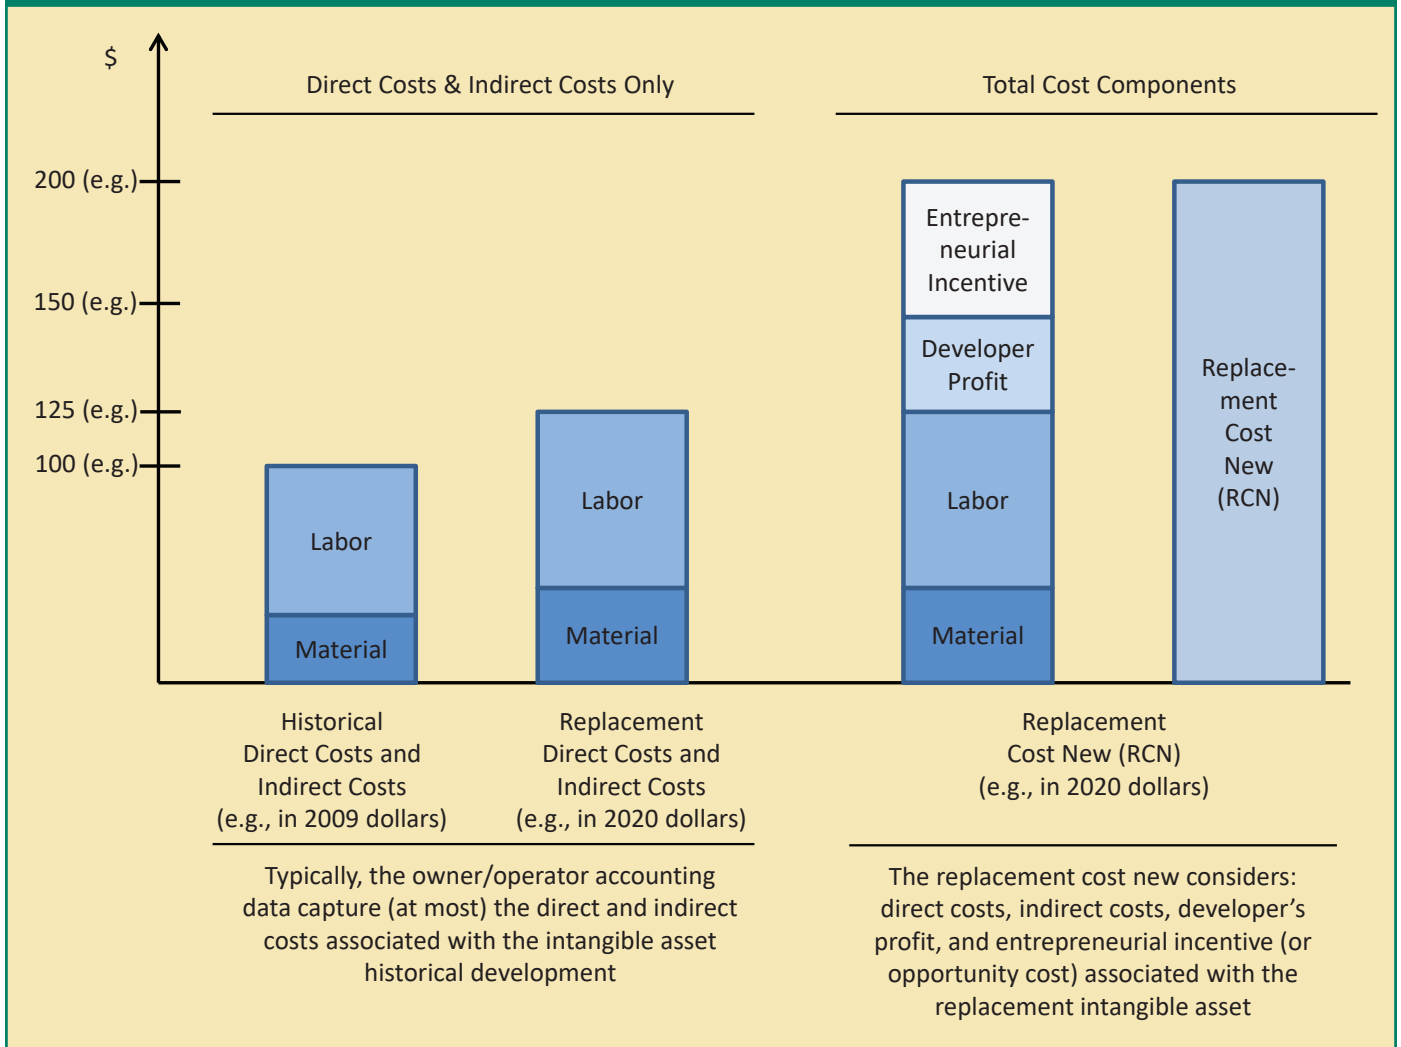 $
Direct Costs & Indirect Costs Only
Total Cost Components
200 (e.g.)
150 (e.g.)
125 (e.g.)
100 (e.g.)
Labor
Material
Labor
Material
Entrepre-
neurial
Incentive
Developer
Profit
Labor
Material
Replace-
ment
Cost
New
(RCN)
Historical
Direct Costs and
Indirect Costs
(e.g., in 2009 dollars)
Replacement
Direct Costs and
Indirect Costs
(e.g., in 2020 dollars)
Replacement
Cost New (RCN)
(e.g., in 2020 dollars)
Typically, the owner/operator accounting
data capture (at most) the direct and indirect
costs associated with the intangible asset
historical development
The replacement cost new considers:
direct costs, indirect costs, developer’s
profit, and entrepreneurial incentive (or
opportunity cost) associated with the
replacement intangible asset